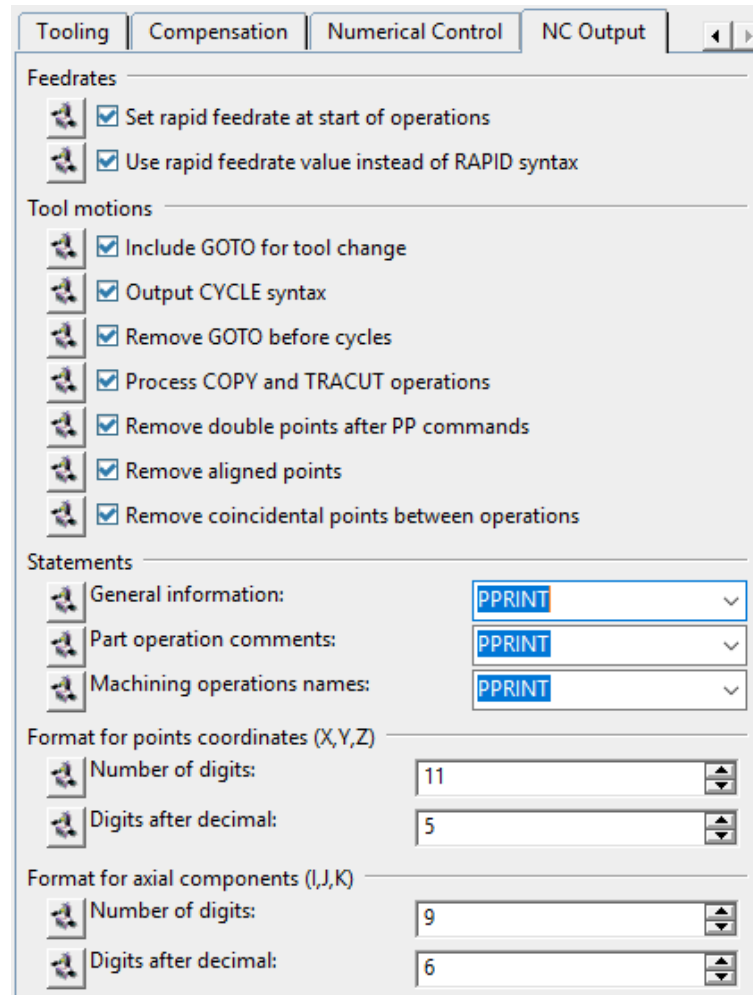 Tooling Compensation Numerical Control NC Output
Feedrates
Set rapid feedrate at start of operations
Use rapid feedrate value instead of RAPID syntax
Tool motions
Include GOTO for tool change
Output CYCLE syntax
Remove GOTO before cycles
Process COPY and TRACUT operations
Remove double points after PP commands
Remove aligned points
Remove coincidental points between operations
Statements
General information: PPRINT
Part operation comments: PPRINT
Machining operations names: PPRINT
Format for points coordinates (X,Y,Z)
Number of digits: 11
Digits after decimal: 5
Format for axial components (I,J,K)
Number of digits: 9
Digits after decimal: 6